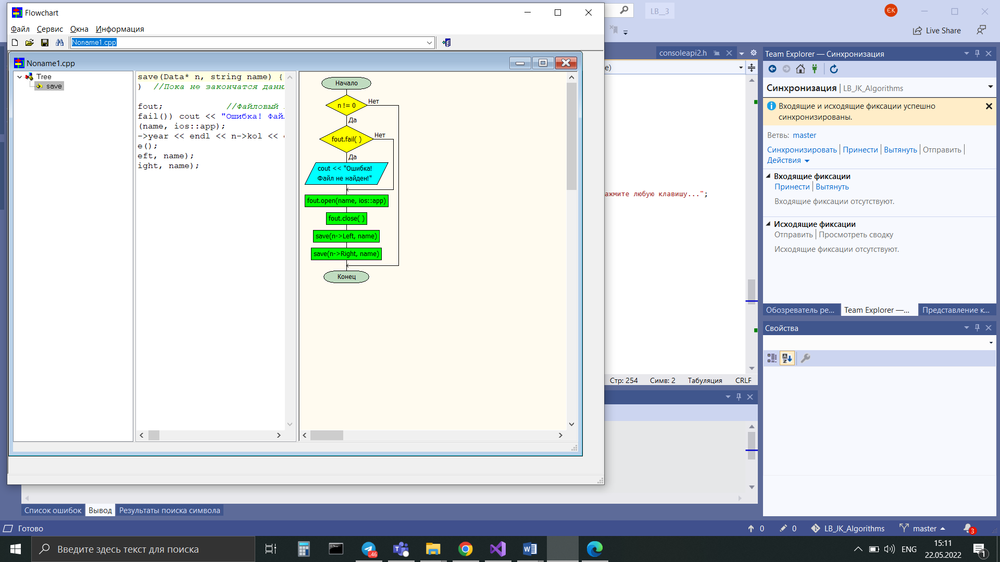 Flowchart
Файл Сервис Окна Информация
Noname1.cpp
Noname1.cpp
Tree
save
save(Data* n, string name) {
) //Пока не закончатся данн
fout; //Файловый
fail()) cout << "Ошибка! Фай
(name, ios::app);
->year << endl << n->kol <<
e();
eft, name);
ight, name);
Начало
n != 0
Нет
Да
fout.fail( )
Нет
Да
cout << "Ошибка!
Файл не найден!"
fout.open(name, ios::app)
fout.close( )
save(n->Left, name)
save(n->Right, name)
Конец
LB__3
ЄК
Live Share
consoleapi2.h
e)
ажмите любую клавишу...";
Стр: 254 Симв: 2 Табуляция CRLF
Team Explorer — Синхронизация
Синхронизация | LB_JK_Algorithms
Входящие и исходящие фиксации успешно
синхронизированы.
Ветвь: master
Синхронизировать | Принести | Вытянуть | Отправить |
Действия
Входящие фиксации
Принести | Вытянуть
Входящие фиксации отсутствуют.
Исходящие фиксации
Отправить | Просмотреть сводку
Исходящие фиксации отсутствуют.
Обозреватель ре... Team Explorer —... Представление к...
Свойства
Список ошибок Вывод Результаты поиска символа
Готово
0 0 LB_JK_Algorithms master 3
Введите здесь текст для поиска
..46
ENG
15:11
22.05.2022
1